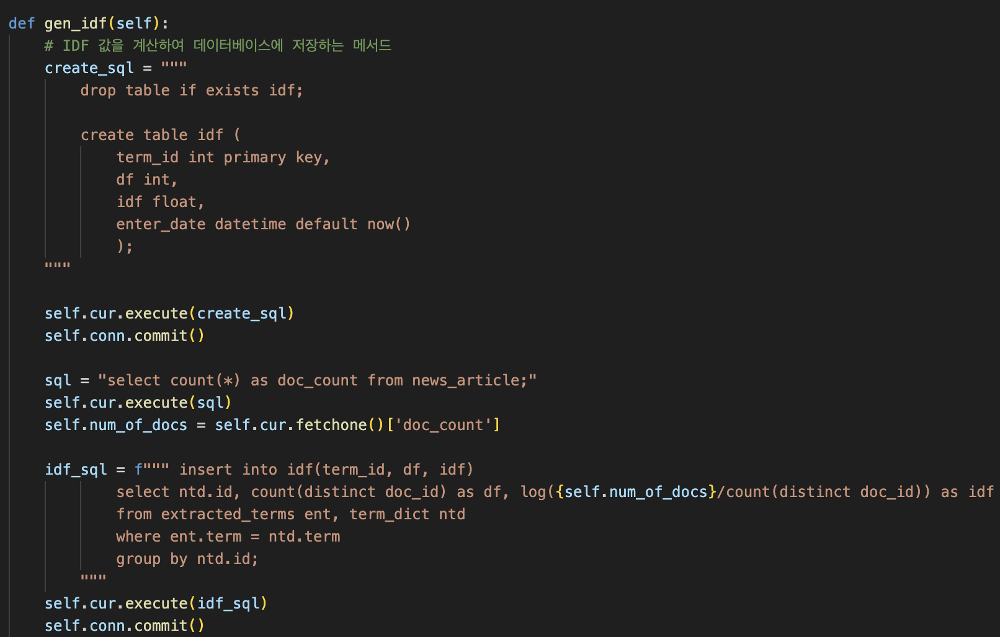 def gen_idf(self):
    # IDF 값을 계산하여 데이터베이스에 저장하는 메서드
    create_sql = """
        drop table if exists idf;

        create table idf (
            term_id int primary key,
            df int,
            idf float,
            enter_date datetime default now()
            );
    """

    self.cur.execute(create_sql)
    self.conn.commit()

    sql = "select count(*) as doc_count from news_article;"
    self.cur.execute(sql)
    self.num_of_docs = self.cur.fetchone()['doc_count']

    idf_sql = f""" insert into idf(term_id, df, idf)
            select ntd.id, count(distinct doc_id) as df, log({self.num_of_docs}/count(distinct doc_id)) as idf
            from extracted_terms ent, term_dict ntd
            where ent.term = ntd.term
            group by ntd.id;
        """
    self.cur.execute(idf_sql)
    self.conn.commit()